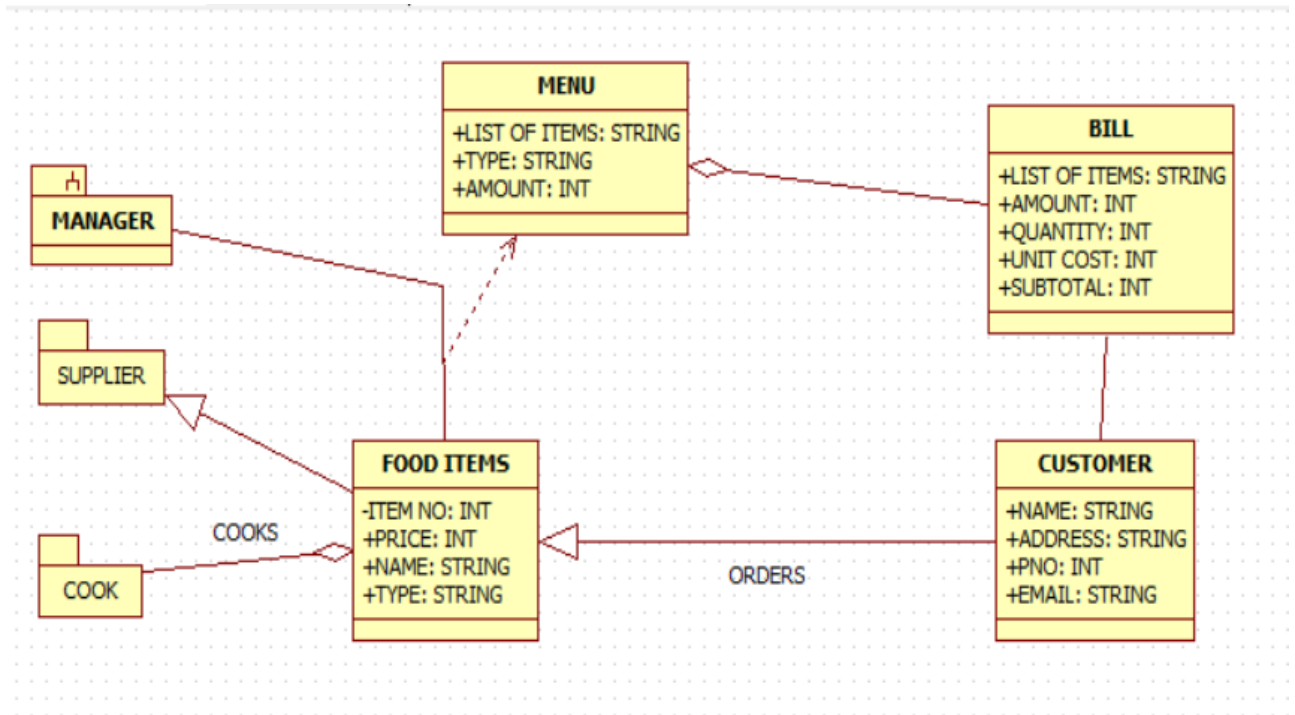 MENU
+LIST OF ITEMS: STRING
+TYPE: STRING
+AMOUNT: INT
BILL
+LIST OF ITEMS: STRING
+AMOUNT: INT
+QUANTITY: INT
+UNIT COST: INT
+SUBTOTAL: INT
MANAGER
SUPPLIER
COOK
COOKS
FOOD ITEMS
-ITEM NO: INT
+PRICE: INT
+NAME: STRING
+TYPE: STRING
ORDERS
CUSTOMER
+NAME: STRING
+ADDRESS: STRING
+PNO: INT
+EMAIL: STRING